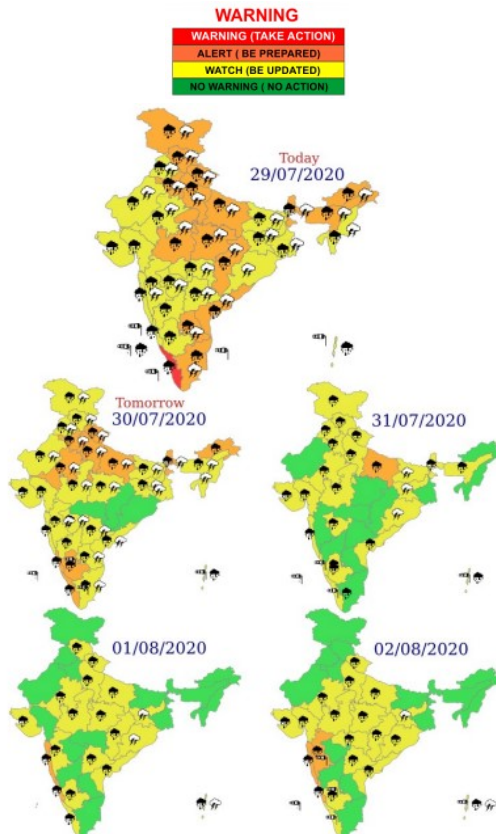 WARNING
WARNING (TAKE ACTION)
ALERT ( BE PREPARED)
WATCH (BE UPDATED)
NO WARNING ( NO ACTION)
Today
29/07/2020
Tomorrow
30/07/2020
31/07/2020
01/08/2020
02/08/2020